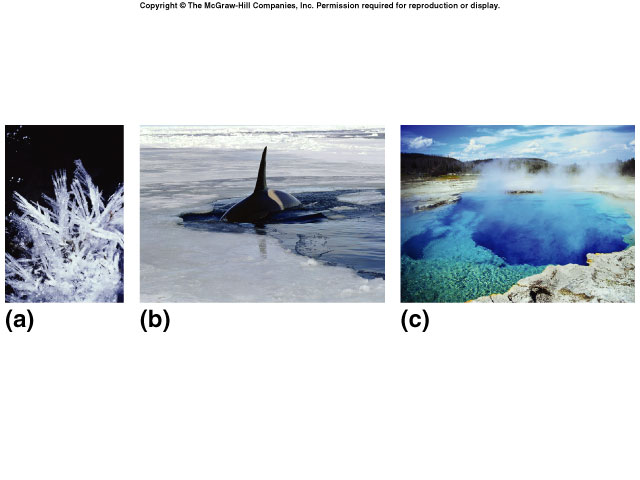 Copyright © The McGraw-Hill Companies, Inc. Permission required for reproduction or display.
(a)
(b)
(c)